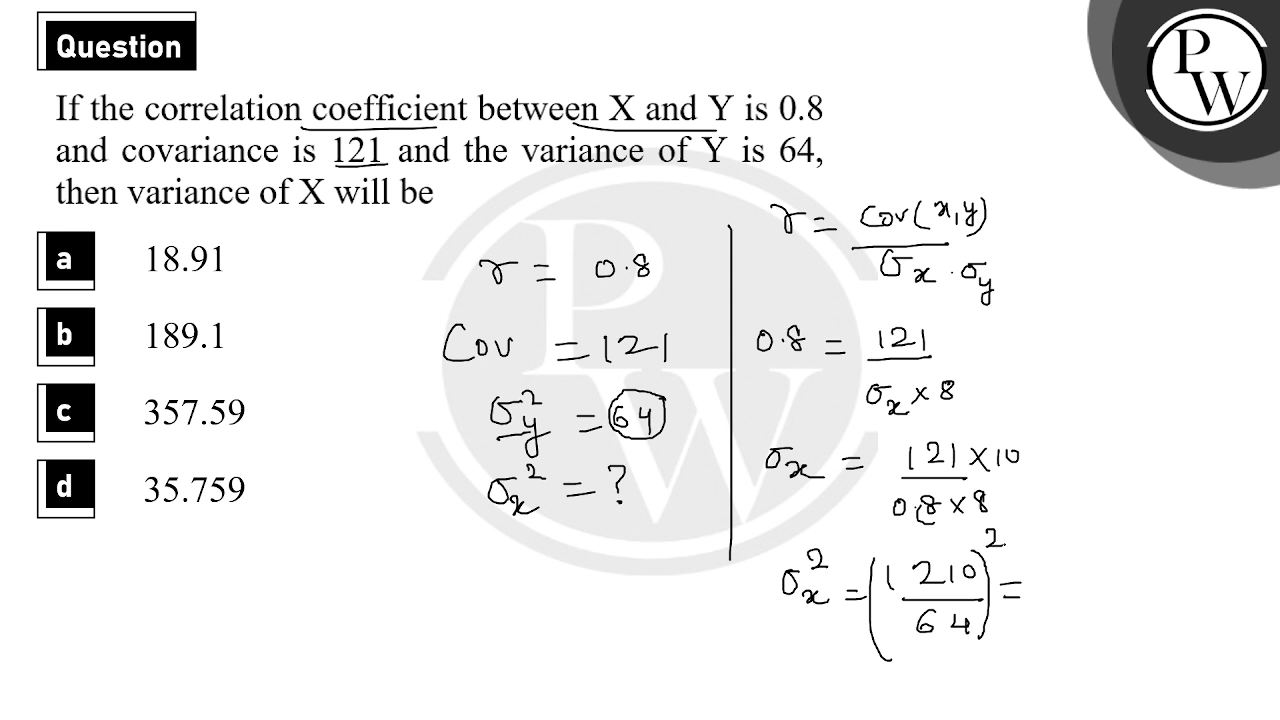 Question
PW
If the correlation coefficient between X and Y is 0.8
and covariance is 121 and the variance of Y is 64,
then variance of X will be
a 18.91
b 189.1
c 357.59
d 35.759
r = 0.8
Cov = 121
σy² = 64
σx² = ?
r = Cov(x,y) / σx · σy
0.8 = 121 / σx × 8
σx = 121 × 10 / 0.8 × 8
σx² = (1210 / 64)² =